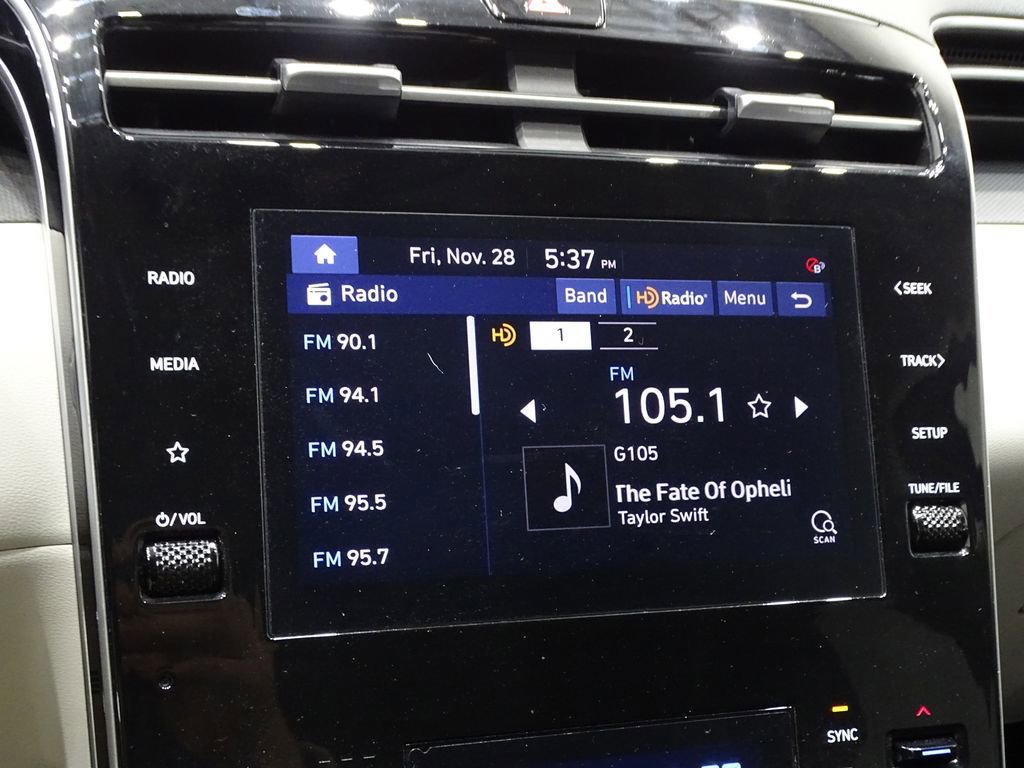 Fri, Nov. 28 5:37 PM
Radio Band HD Radio Menu
RADIO
MEDIA
/VOL
<SEEK
TRACK>
SETUP
TUNE/FILE
FM 90.1
FM 94.1
FM 94.5
FM 95.5
FM 95.7
HD 1 2
FM
105.1
G105
The Fate Of Opheli
Taylor Swift
SCAN
SYNC